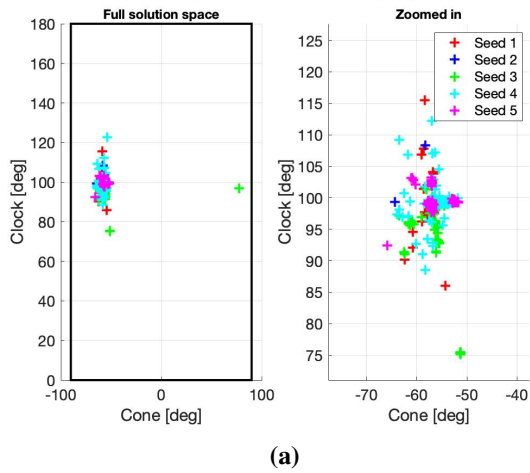 Full solution space
180
160
140
120
100
80
60
40
20
0
-100
0
100
Clock [deg]
Cone [deg]
Zoomed in
125
120
115
110
105
100
95
90
85
80
75
-70
-60
-50
-40
Clock [deg]
Cone [deg]
Seed 1
Seed 2
Seed 3
Seed 4
Seed 5
(a)